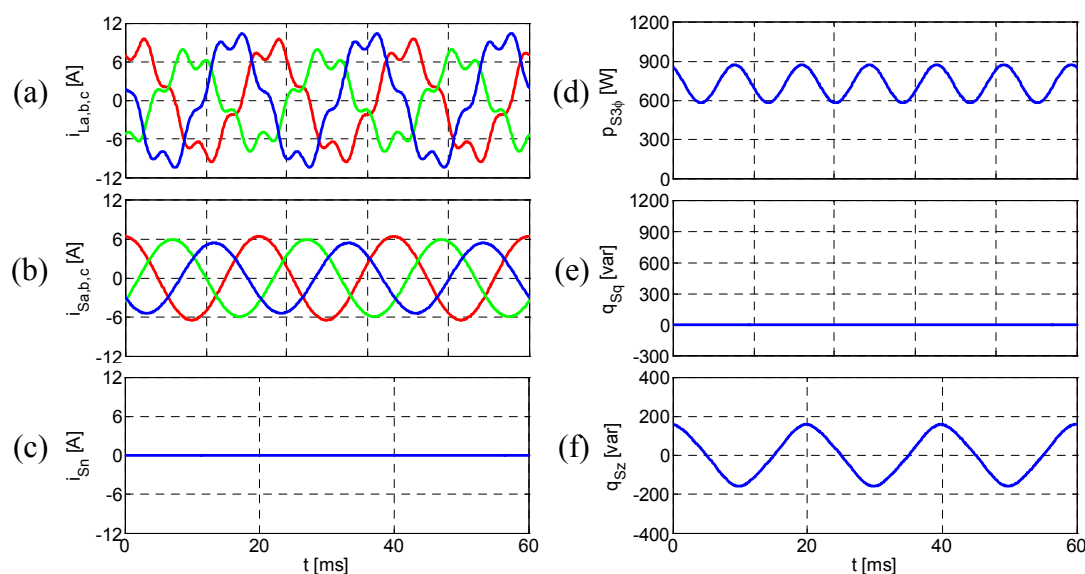 (a)
i_La,b,c [A]
12
6
0
-6
-12
(b)
i_Sa,b,c [A]
12
6
0
-6
-12
(c)
i_Sn [A]
12
6
0
-6
-12
0 20 40 60
t [ms]
(d)
p_S3ϕ [W]
1200
900
600
300
0
(e)
q_Sq [var]
1200
900
600
300
0
-300
(f)
q_Sz [var]
400
200
0
-200
-400
0 20 40 60
t [ms]